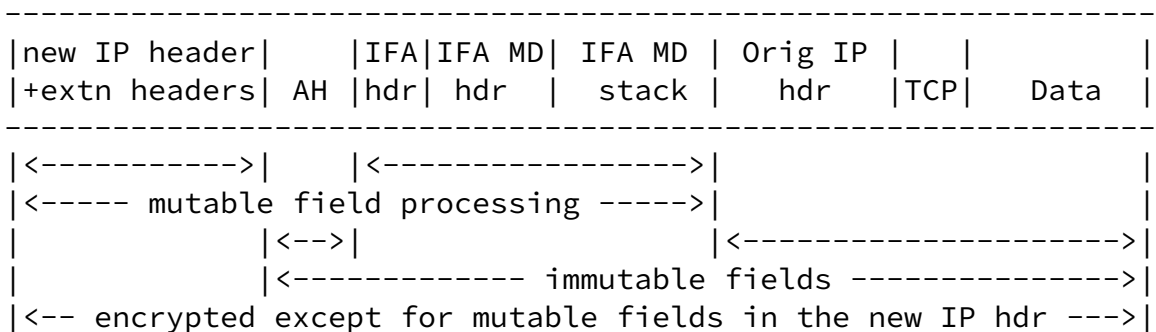 ----------------------------------------------------------------
|new IP header|    |IFA|IFA MD| IFA MD | Orig IP |   |         |
|+extn headers| AH |hdr| hdr  |  stack |   hdr   |TCP|   Data  |
----------------------------------------------------------------
|<----------->|    |<----------------->|                       |
|<----- mutable field processing ----->|                       |
|             |<-->|                   |<--------------------->|
|             |<------------- immutable fields --------------->|
|<-- encrypted except for mutable fields in the new IP hdr --->|